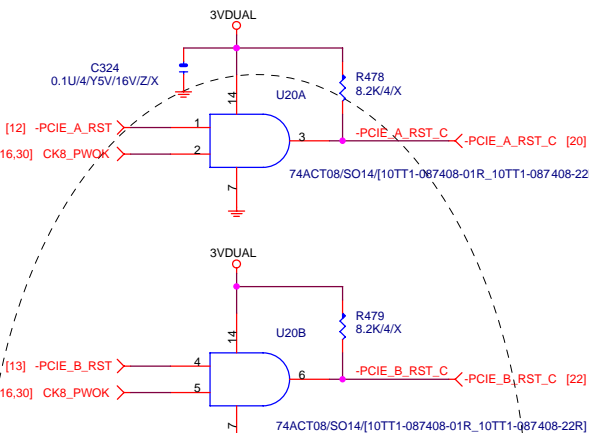 3VDUAL
C324
0.1U/4/Y5V/16V/Z/X
R478
8.2K/4/X
14
U20A
[12] -PCIE_A_RST
1
3
-PCIE_A_RST_C
-PCIE_A_RST_C [20]
16,30] CK8_PWOK
2
7
74ACT08/SO14/[10TT1-087408-01R_10TT1-087408-22
3VDUAL
R479
8.2K/4/X
14
U20B
[13] -PCIE_B_RST
4
6
-PCIE_B_RST_C
-PCIE_B_RST_C [22]
16,30] CK8_PWOK
5
7
74ACT08/SO14/[10TT1-087408-01R_10TT1-087408-22R]